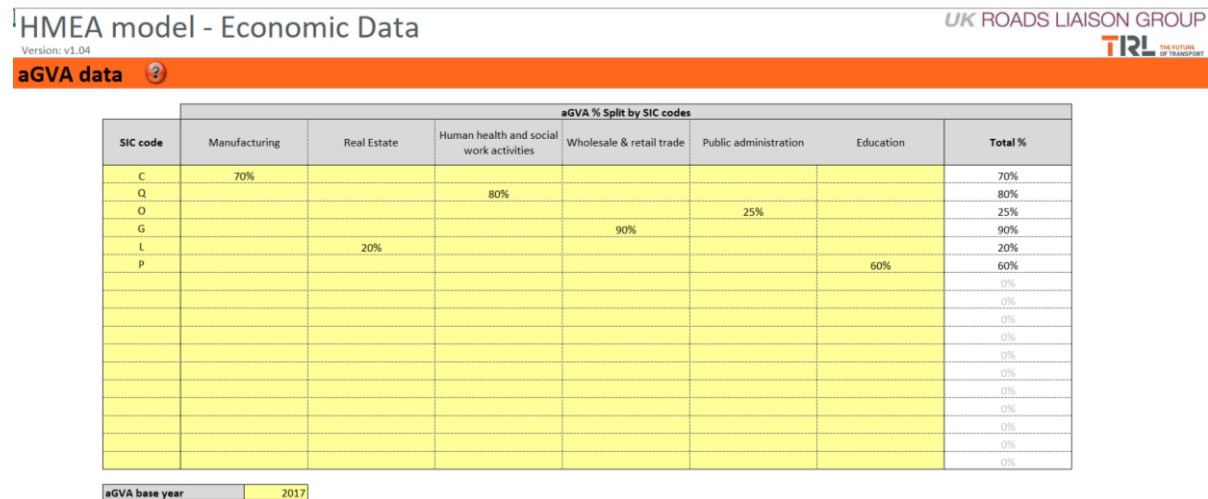 HMEA model - Economic Data
UK ROADS LIAISON GROUP
Version: v1.04
TRL THE FUTURE OF TRANSPORT
aGVA data ?
aGVA % Split by SIC codes
SIC code Manufacturing Real Estate Human health and social work activities Wholesale & retail trade Public administration Education Total %
C 70% 70%
Q 80% 80%
O 25% 25%
G 90% 90%
L 20% 20%
P 60% 60%
0%
0%
0%
0%
0%
0%
0%
0%
0%
0%
0%
aGVA base year 2017